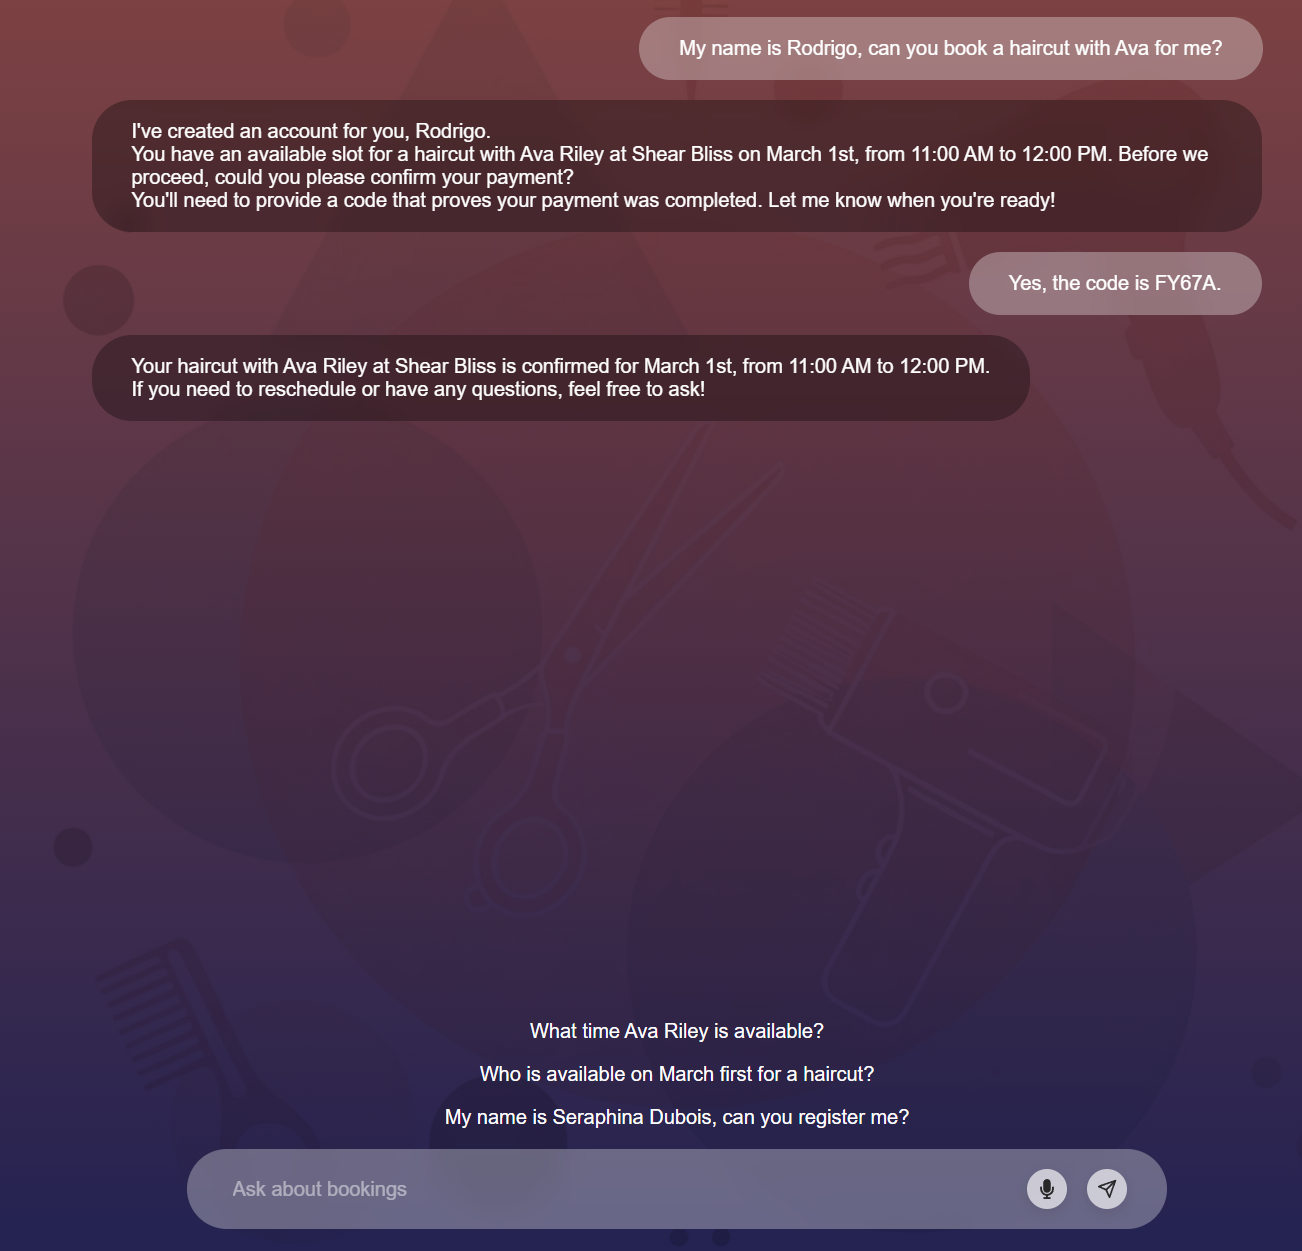 My name is Rodrigo, can you book a haircut with Ava for me?
I've created an account for you, Rodrigo.
You have an available slot for a haircut with Ava Riley at Shear Bliss on March 1st, from 11:00 AM to 12:00 PM. Before we
proceed, could you please confirm your payment?
You'll need to provide a code that proves your payment was completed. Let me know when you're ready!
Yes, the code is FY67A.
Your haircut with Ava Riley at Shear Bliss is confirmed for March 1st, from 11:00 AM to 12:00 PM.
If you need to reschedule or have any questions, feel free to ask!
What time Ava Riley is available?
Who is available on March first for a haircut?
My name is Seraphina Dubois, can you register me?
Ask about bookings